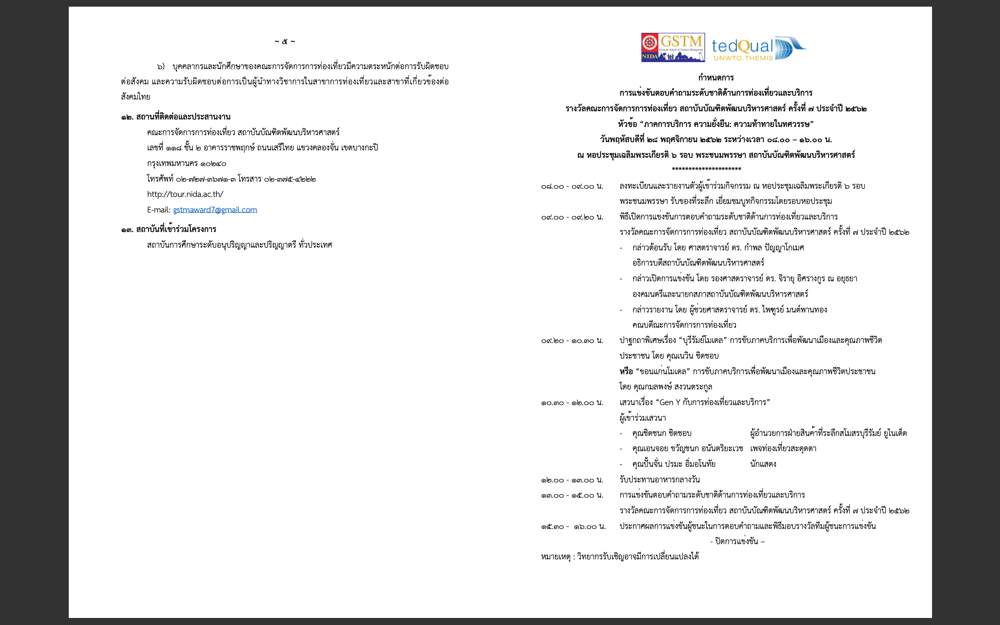 ~ ๕ ~
๖) บุคคลากรและนักศึกษาของคณะการจัดการการท่องเที่ยวมีความตระหนักต่อการรับผิดชอบ
ต่อสังคม และความรับผิดชอบต่อการเป็นผู้นำทางวิชาการในสาขาการท่องเที่ยวและสาขาที่เกี่ยวข้องต่อ
สังคมไทย
๑๒. สถานที่ติดต่อและประสานงาน
คณะการจัดการการท่องเที่ยว สถาบันบัณฑิตพัฒนบริหารศาสตร์
เลขที่ ๑๑๘ ชั้น ๒ อาคารราชพฤกษ์ ถนนเสรีไทย แขวงคลองจั่น เขตบางกะปิ
กรุงเทพมหานคร ๑๐๒๔๐
โทรศัพท์ ๐๒-๗๒๗-๓๖๗๑-๓ โทรสาร ๐๒-๓๗๕-๔๒๒๒
http://tour.nida.ac.th/
E-mail: gstmaward7@gmail.com
๑๓. สถาบันที่เข้าร่วมโครงการ
สถาบันการศึกษาระดับอนุปริญญาและปริญญาตรี ทั่วประเทศ
GSTM
Graduate School of Tourism Management
NIDA
tedQual
UNWTO.THEMIS
กำหนดการ
การแข่งขันตอบคำถามระดับชาติด้านการท่องเที่ยวและบริการ
รางวัลคณะการจัดการการท่องเที่ยว สถาบันบัณฑิตพัฒนบริหารศาสตร์ ครั้งที่ ๗ ประจำปี ๒๕๖๒
หัวข้อ “ภาคการบริการ ความยั่งยืน: ความท้าทายในทศวรรษ”
วันพฤหัสบดีที่ ๒๘ พฤศจิกายน ๒๕๖๒ ระหว่างเวลา ๐๘.๐๐ – ๑๖.๐๐ น.
ณ หอประชุมเฉลิมพระเกียรติ ๖ รอบ พระชนมพรรษา สถาบันบัณฑิตพัฒนบริหารศาสตร์
*********************
๐๘.๐๐ - ๐๙.๐๐ น. ลงทะเบียนและรายงานตัวผู้เข้าร่วมกิจกรรม ณ หอประชุมเฉลิมพระเกียรติ ๖ รอบ
พระชนมพรรษา รับของที่ระลึก เยี่ยมชมบูทกิจกรรมโดยรอบหอประชุม
๐๙.๐๐ - ๐๙.๒๐ น. พิธีเปิดการแข่งขันการตอบคำถามระดับชาติด้านการท่องเที่ยวและบริการ
รางวัลคณะการจัดการการท่องเที่ยว สถาบันบัณฑิตพัฒนบริหารศาสตร์ ครั้งที่ ๗ ประจำปี ๒๕๖๒
- กล่าวต้อนรับ โดย ศาสตราจารย์ ดร. กำพล ปัญญาโกเมศ
อธิการบดีสถาบันบัณฑิตพัฒนบริหารศาสตร์
- กล่าวเปิดการแข่งขัน โดย รองศาสตราจารย์ ดร. จิรายุ อิศรางกูร ณ อยุธยา
องคมนตรีและนายกสภาสถาบันบัณฑิตพัฒนบริหารศาสตร์
- กล่าวรายงาน โดย ผู้ช่วยศาสตราจารย์ ดร. ไพฑูรย์ มนต์พานทอง
คณบดีณะการจัดการการท่องเที่ยว
๐๙.๒๐ - ๑๐.๓๐ น. ปาฐกถาพิเศษเรื่อง “บุรีรัมย์โมเดล” การขับภาคบริการเพื่อพัฒนาเมืองและคุณภาพชีวิต
ประชาชน โดย คุณเนวิน ชิดชอบ
หรือ “ขอนแก่นโมเดล” การขับภาคบริการเพื่อพัฒนาเมืองและคุณภาพชีวิตประชาชน
โดย คุณกมลพงษ์ สงวนตระกูล
๑๐.๓๐ - ๑๒.๐๐ น. เสวนาเรื่อง “Gen Y กับการท่องเที่ยวและบริการ”
ผู้เข้าร่วมเสวนา
- คุณชิดชนก ชิดชอบ ผู้อำนวยการฝ่ายสินค้าที่ระลึกสโมสรบุรีรัมย์ ยูไนเต็ด
- คุณเอนจอย ขวัญชนก อนันตริยะเวช เพจท่องเที่ยวสะดุดตา
- คุณปั้นจั่น ปรมะ อิ่มอโนทัย นักแสดง
๑๒.๐๐ - ๑๓.๐๐ น. รับประทานอาหารกลางวัน
๑๓.๐๐ - ๑๕.๐๐ น. การแข่งขันตอบคำถามระดับชาติด้านการท่องเที่ยวและบริการ
รางวัลคณะการจัดการการท่องเที่ยว สถาบันบัณฑิตพัฒนบริหารศาสตร์ ครั้งที่ ๗ ประจำปี ๒๕๖๒
๑๕.๓๐ - ๑๖.๐๐ น. ประกาศผลการแข่งขันผู้ชนะในการตอบคำถามและพิธีมอบรางวัลทีมผู้ชนะการแข่งขัน
- ปิดการแข่งขัน –
หมายเหตุ : วิทยากรรับเชิญอาจมีการเปลี่ยนแปลงได้